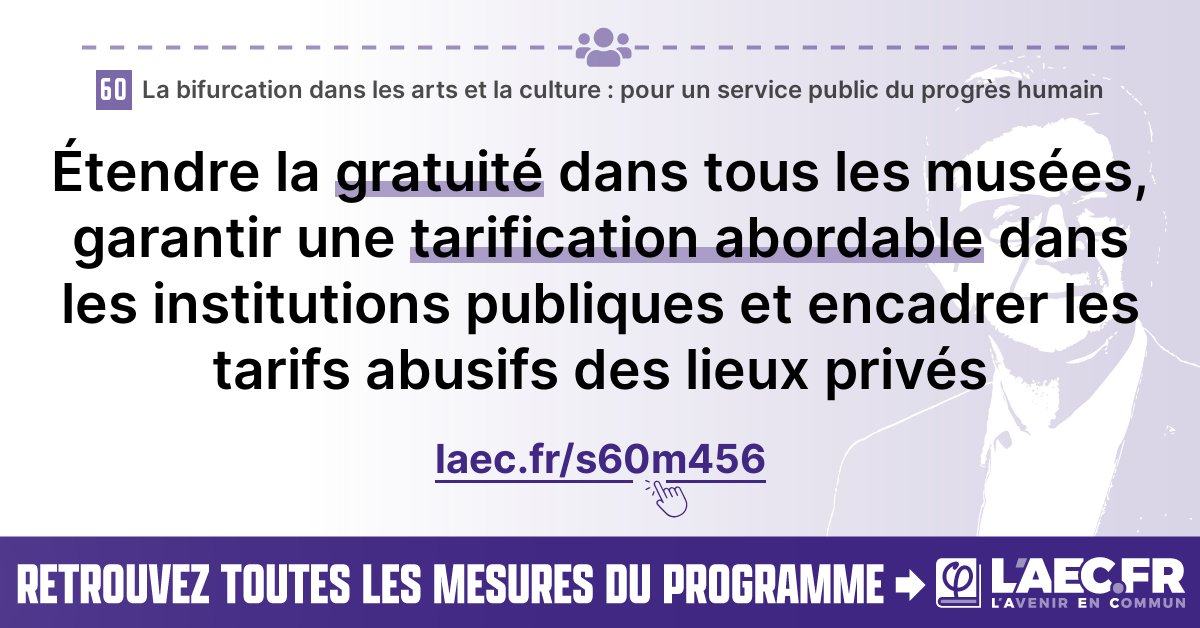 60 La bifurcation dans les arts et la culture : pour un service public du progrès humain
Étendre la gratuité dans tous les musées,
garantir une tarification abordable dans
les institutions publiques et encadrer les
tarifs abusifs des lieux privés
laec.fr/s60m456
RETROUVEZ TOUTES LES MESURES DU PROGRAMME
φ
L'AEC.FR
L'AVENIR EN COMMUN